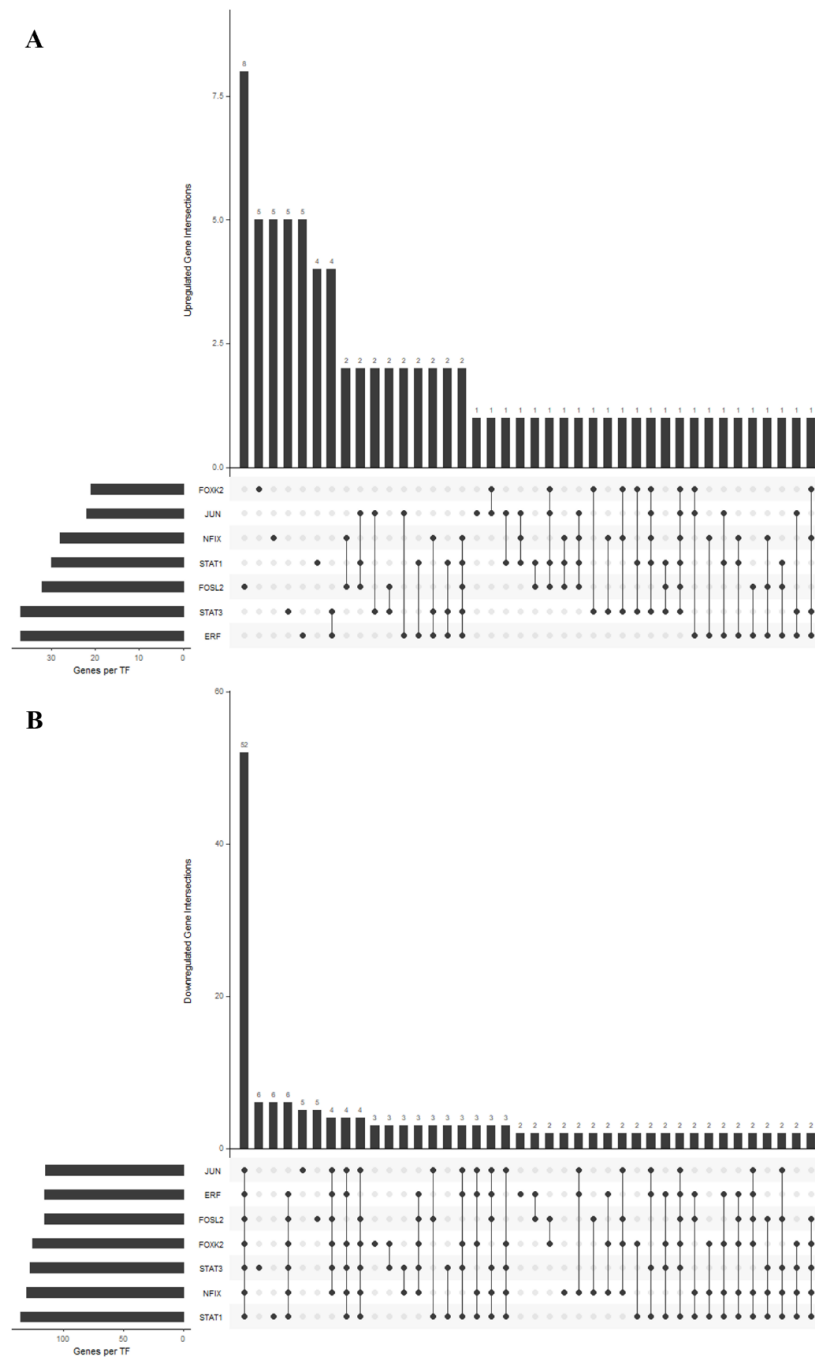 A
8
7.5
5 5 5 5
5.0
4 4
Upregulated Gene Intersections
2.5
2 2 2 2 2 2 2 2 2
1 1 1 1 1 1 1 1 1 1 1 1 1 1 1 1 1 1 1 1 1 1 1 1
0.0
FOXK2
JUN
NFIX
STAT1
FOSL2
STAT3
ERF
30 20 10 0
Genes per TF
B
60
52
40
Downregulated Gene Intersections
20
6 6 6 5 5 4 4 4 3 3 3 3 3 3 3 3 3 3 2 2 2 2 2 2 2 2 2 2 2 2 2 2 2 2 2 2 2 2 2
0
JUN
ERF
FOSL2
FOXK2
STAT3
NFIX
STAT1
100 50 0
Genes per TF